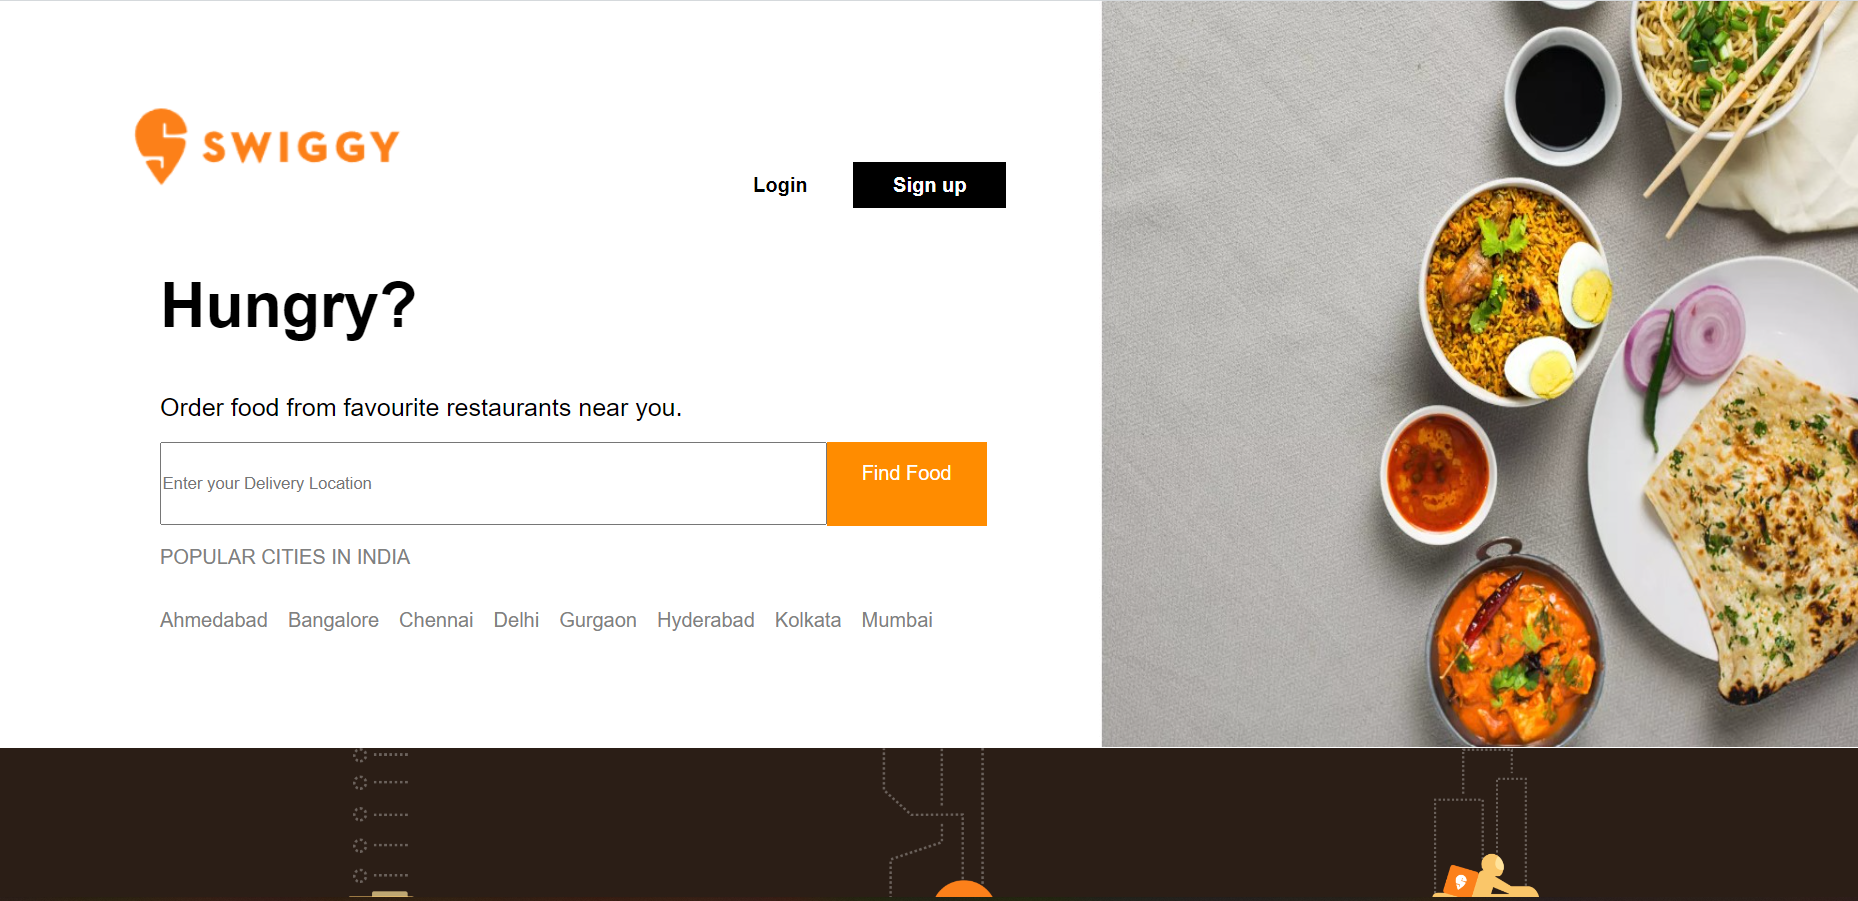 SWIGGY
Login Sign up
Hungry?
Order food from favourite restaurants near you.
Enter your Delivery Location Find Food
POPULAR CITIES IN INDIA
Ahmedabad Bangalore Chennai Delhi Gurgaon Hyderabad Kolkata Mumbai